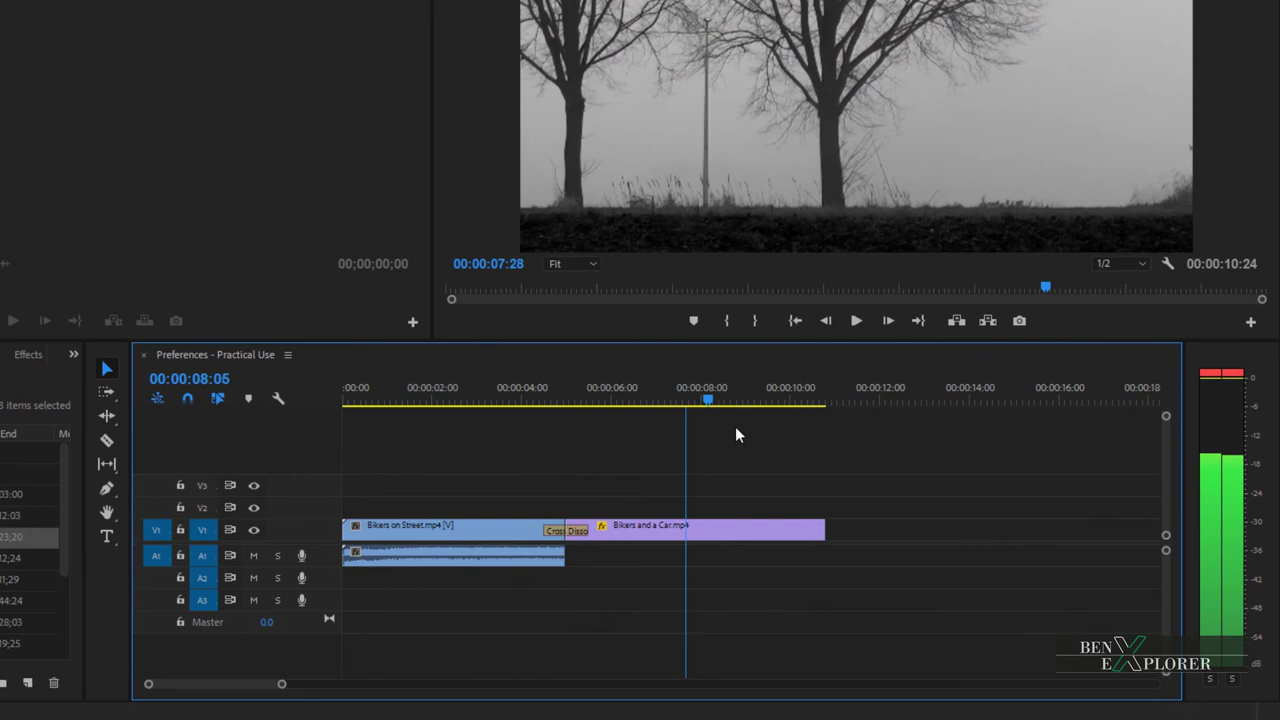 00;00;00;00
00:00:07:28
Fit
1/2
00:00:10:24
Effects
Preferences - Practical Use
00:00:08:05
:00:00
00:00:02:00
00:00:04:00
00:00:06:00
00:00:08:00
00:00:10:00
00:00:12:00
00:00:14:00
00:00:16:00
00:00:18
3 items selected
End
Me
03:00
12:03
23,20
12,24
11;29
44:24
28;03
19;25
V3
V2
V1
V1
Bikers on Street.mp4 [V]
Cross Disso
fx
Bikers and a Car.mp4
A1
A1
M
S
A2
M
S
A3
M
S
Master
0.0
0
-6
-12
-18
-24
-30
-36
-42
-48
-54
dB
S
S
BEN
EXPLORER